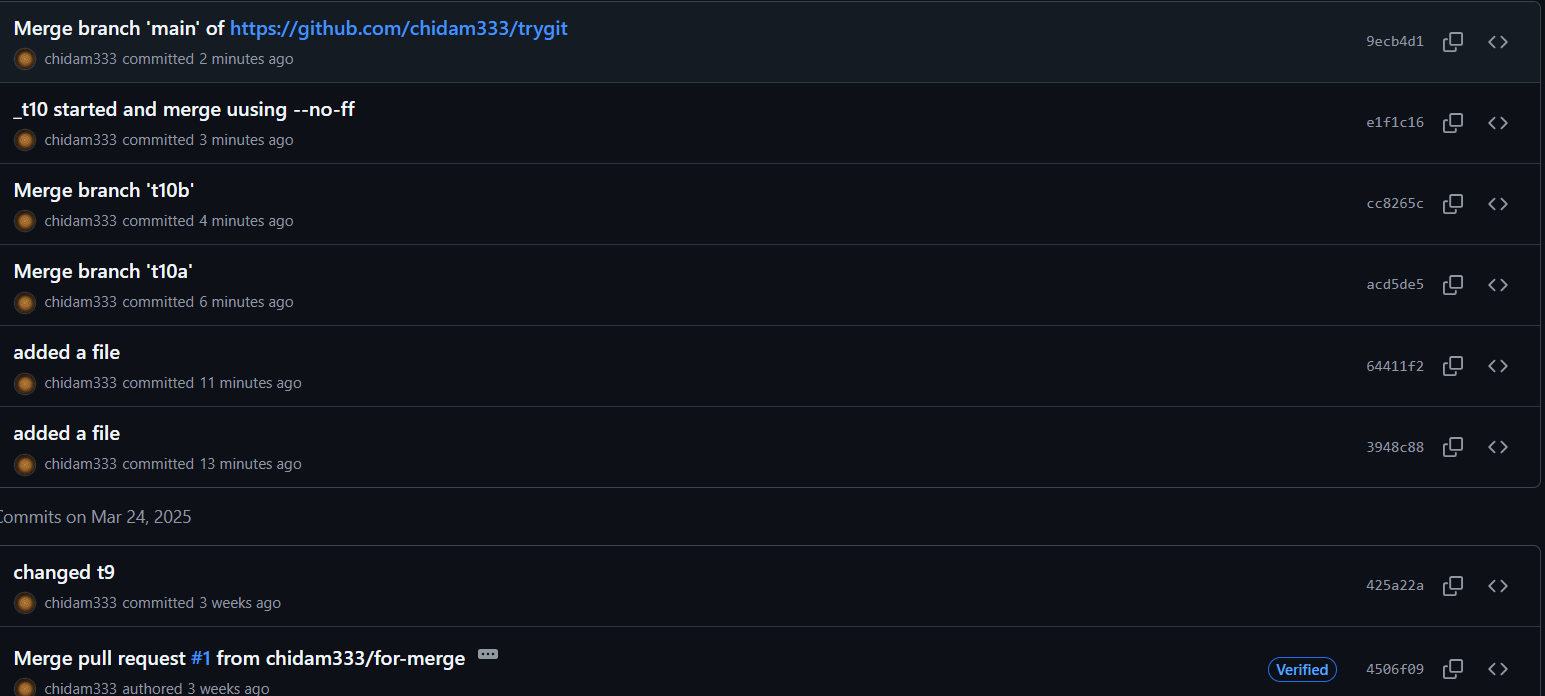 Merge branch 'main' of https://github.com/chidam333/trygit
9ecb4d1
chidam333 committed 2 minutes ago
_t10 started and merge uusing --no-ff
e1f1c16
chidam333 committed 3 minutes ago
Merge branch 't10b'
cc8265c
chidam333 committed 4 minutes ago
Merge branch 't10a'
acd5de5
chidam333 committed 6 minutes ago
added a file
64411f2
chidam333 committed 11 minutes ago
added a file
3948c88
chidam333 committed 13 minutes ago
Commits on Mar 24, 2025
changed t9
425a22a
chidam333 committed 3 weeks ago
Merge pull request #1 from chidam333/for-merge
Verified 4506f09
chidam333 authored 3 weeks ago